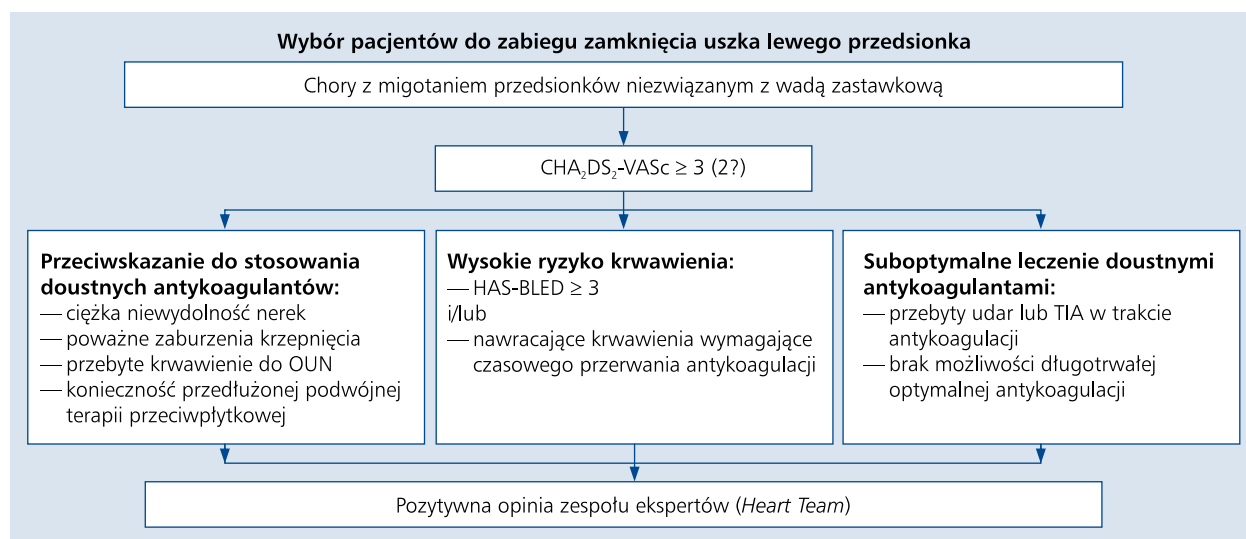 Wybór pacjentów do zabiegu zamknięcia uszka lewego przedsionka
Chory z migotaniem przedsionków niezwiązanym z wadą zastawkową
CHA₂DS₂-VASc ≥ 3 (2?)
Przeciwskazanie do stosowania
doustnych antykoagulantów:
— ciężka niewydolność nerek
— poważne zaburzenia krzepnięcia
— przebyte krwawienie do OUN
— konieczność przedłużonej podwójnej
terapii przeciwpłytkowej
Wysokie ryzyko krwawienia:
— HAS-BLED ≥ 3
i/lub
— nawracające krwawienia wymagające
czasowego przerwania antykoagulacji
Suboptymalne leczenie doustnymi
antykoagulantami:
— przebyty udar lub TIA w trakcie
antykoagulacji
— brak możliwości długotrwałej
optymalnej antykoagulacji
Pozytywna opinia zespołu ekspertów (Heart Team)